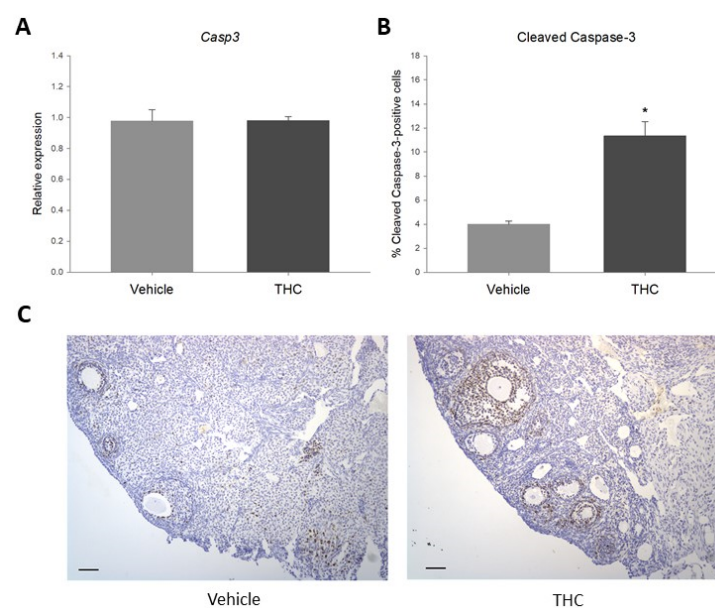 A
Casp3
Relative expression
1.4
1.2
1.0
0.8
0.6
0.4
0.2
0.0
Vehicle
THC
B
Cleaved Caspase-3
% Cleaved Caspase-3-positive cells
18
16
14
12
10
8
6
4
2
0
*
Vehicle
THC
C
Vehicle
THC